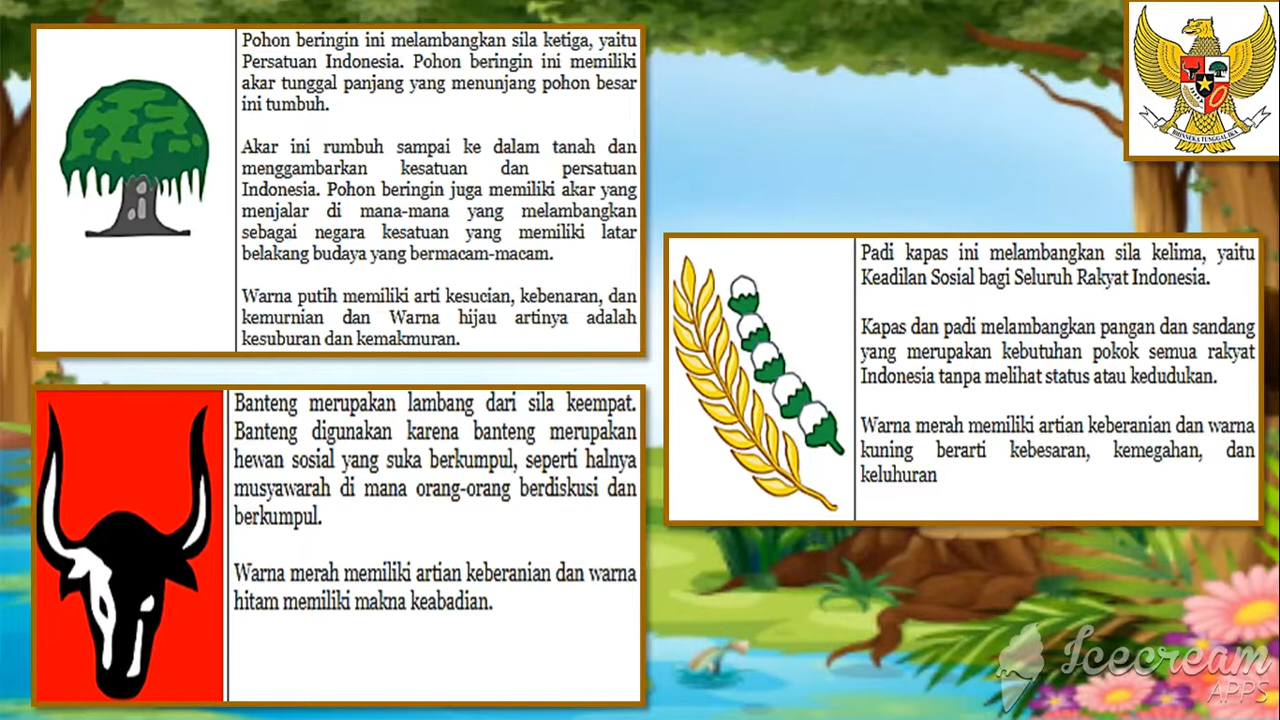 Pohon beringin ini melambangkan sila ketiga, yaitu
Persatuan Indonesia. Pohon beringin ini memiliki
akar tunggal panjang yang menunjang pohon besar
ini tumbuh.
Akar ini rumbuh sampai ke dalam tanah dan
menggambarkan kesatuan dan persatuan
Indonesia. Pohon beringin juga memiliki akar yang
menjalar di mana-mana yang melambangkan
sebagai negara kesatuan yang memiliki latar
belakang budaya yang bermacam-macam.
Warna putih memiliki arti kesucian, kebenaran, dan
kemurnian dan Warna hijau artinya adalah
kesuburan dan kemakmuran.
Banteng merupakan lambang dari sila keempat.
Banteng digunakan karena banteng merupakan
hewan sosial yang suka berkumpul, seperti halnya
musyawarah di mana orang-orang berdiskusi dan
berkumpul.
Warna merah memiliki artian keberanian dan warna
hitam memiliki makna keabadian.
BHINNEKA TUNGGAL IKA
Padi kapas ini melambangkan sila kelima, yaitu
Keadilan Sosial bagi Seluruh Rakyat Indonesia.
Kapas dan padi melambangkan pangan dan sandang
yang merupakan kebutuhan pokok semua rakyat
Indonesia tanpa melihat status atau kedudukan.
Warna merah memiliki artian keberanian dan warna
kuning berarti kebesaran, kemegahan, dan
keluhuran
Icecream
APPS